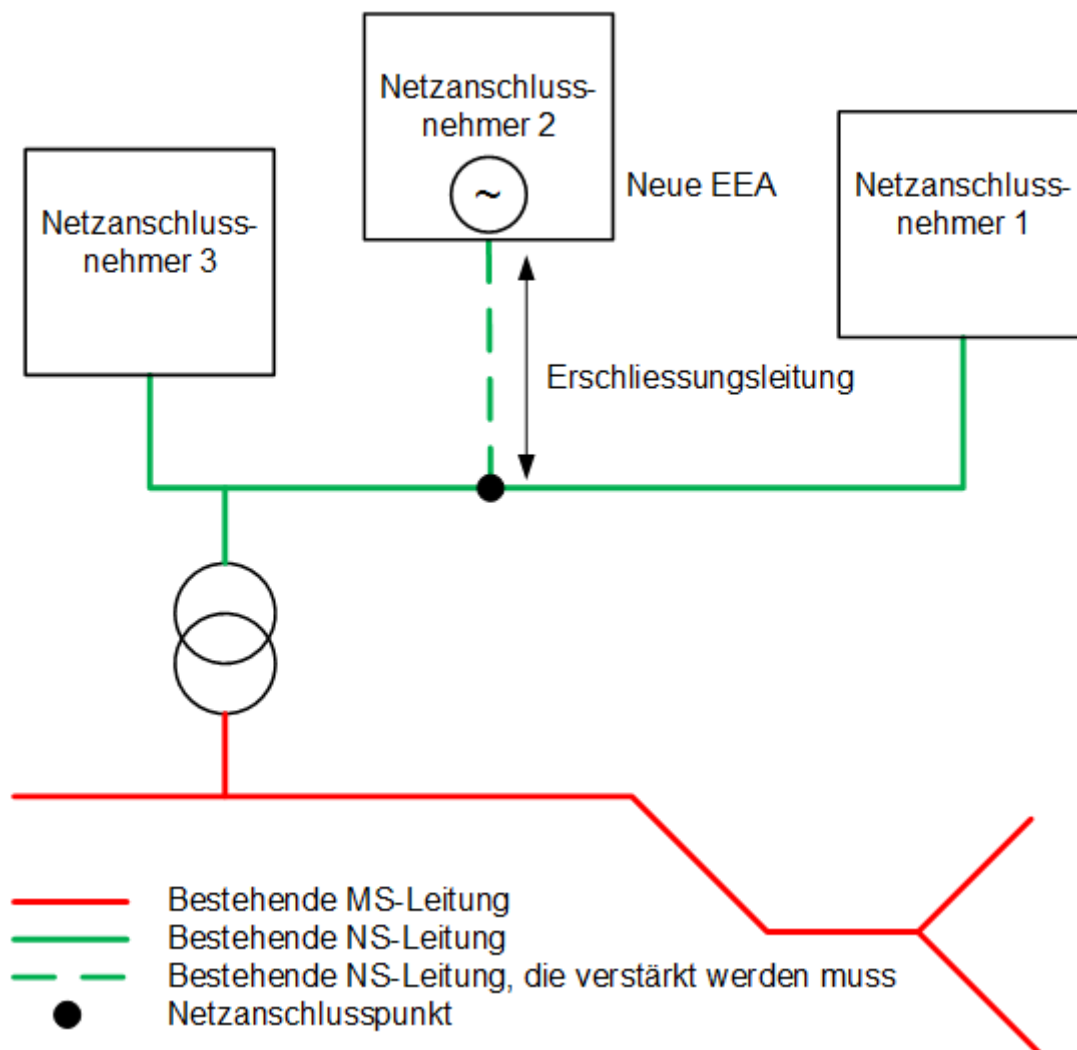 Netzanschluss-
nehmer 2
~
Neue EEA
Netzanschluss-
nehmer 1
Netzanschluss-
nehmer 3
Erschliessungsleitung
Bestehende MS-Leitung
Bestehende NS-Leitung
Bestehende NS-Leitung, die verstärkt werden muss
Netzanschlusspunkt